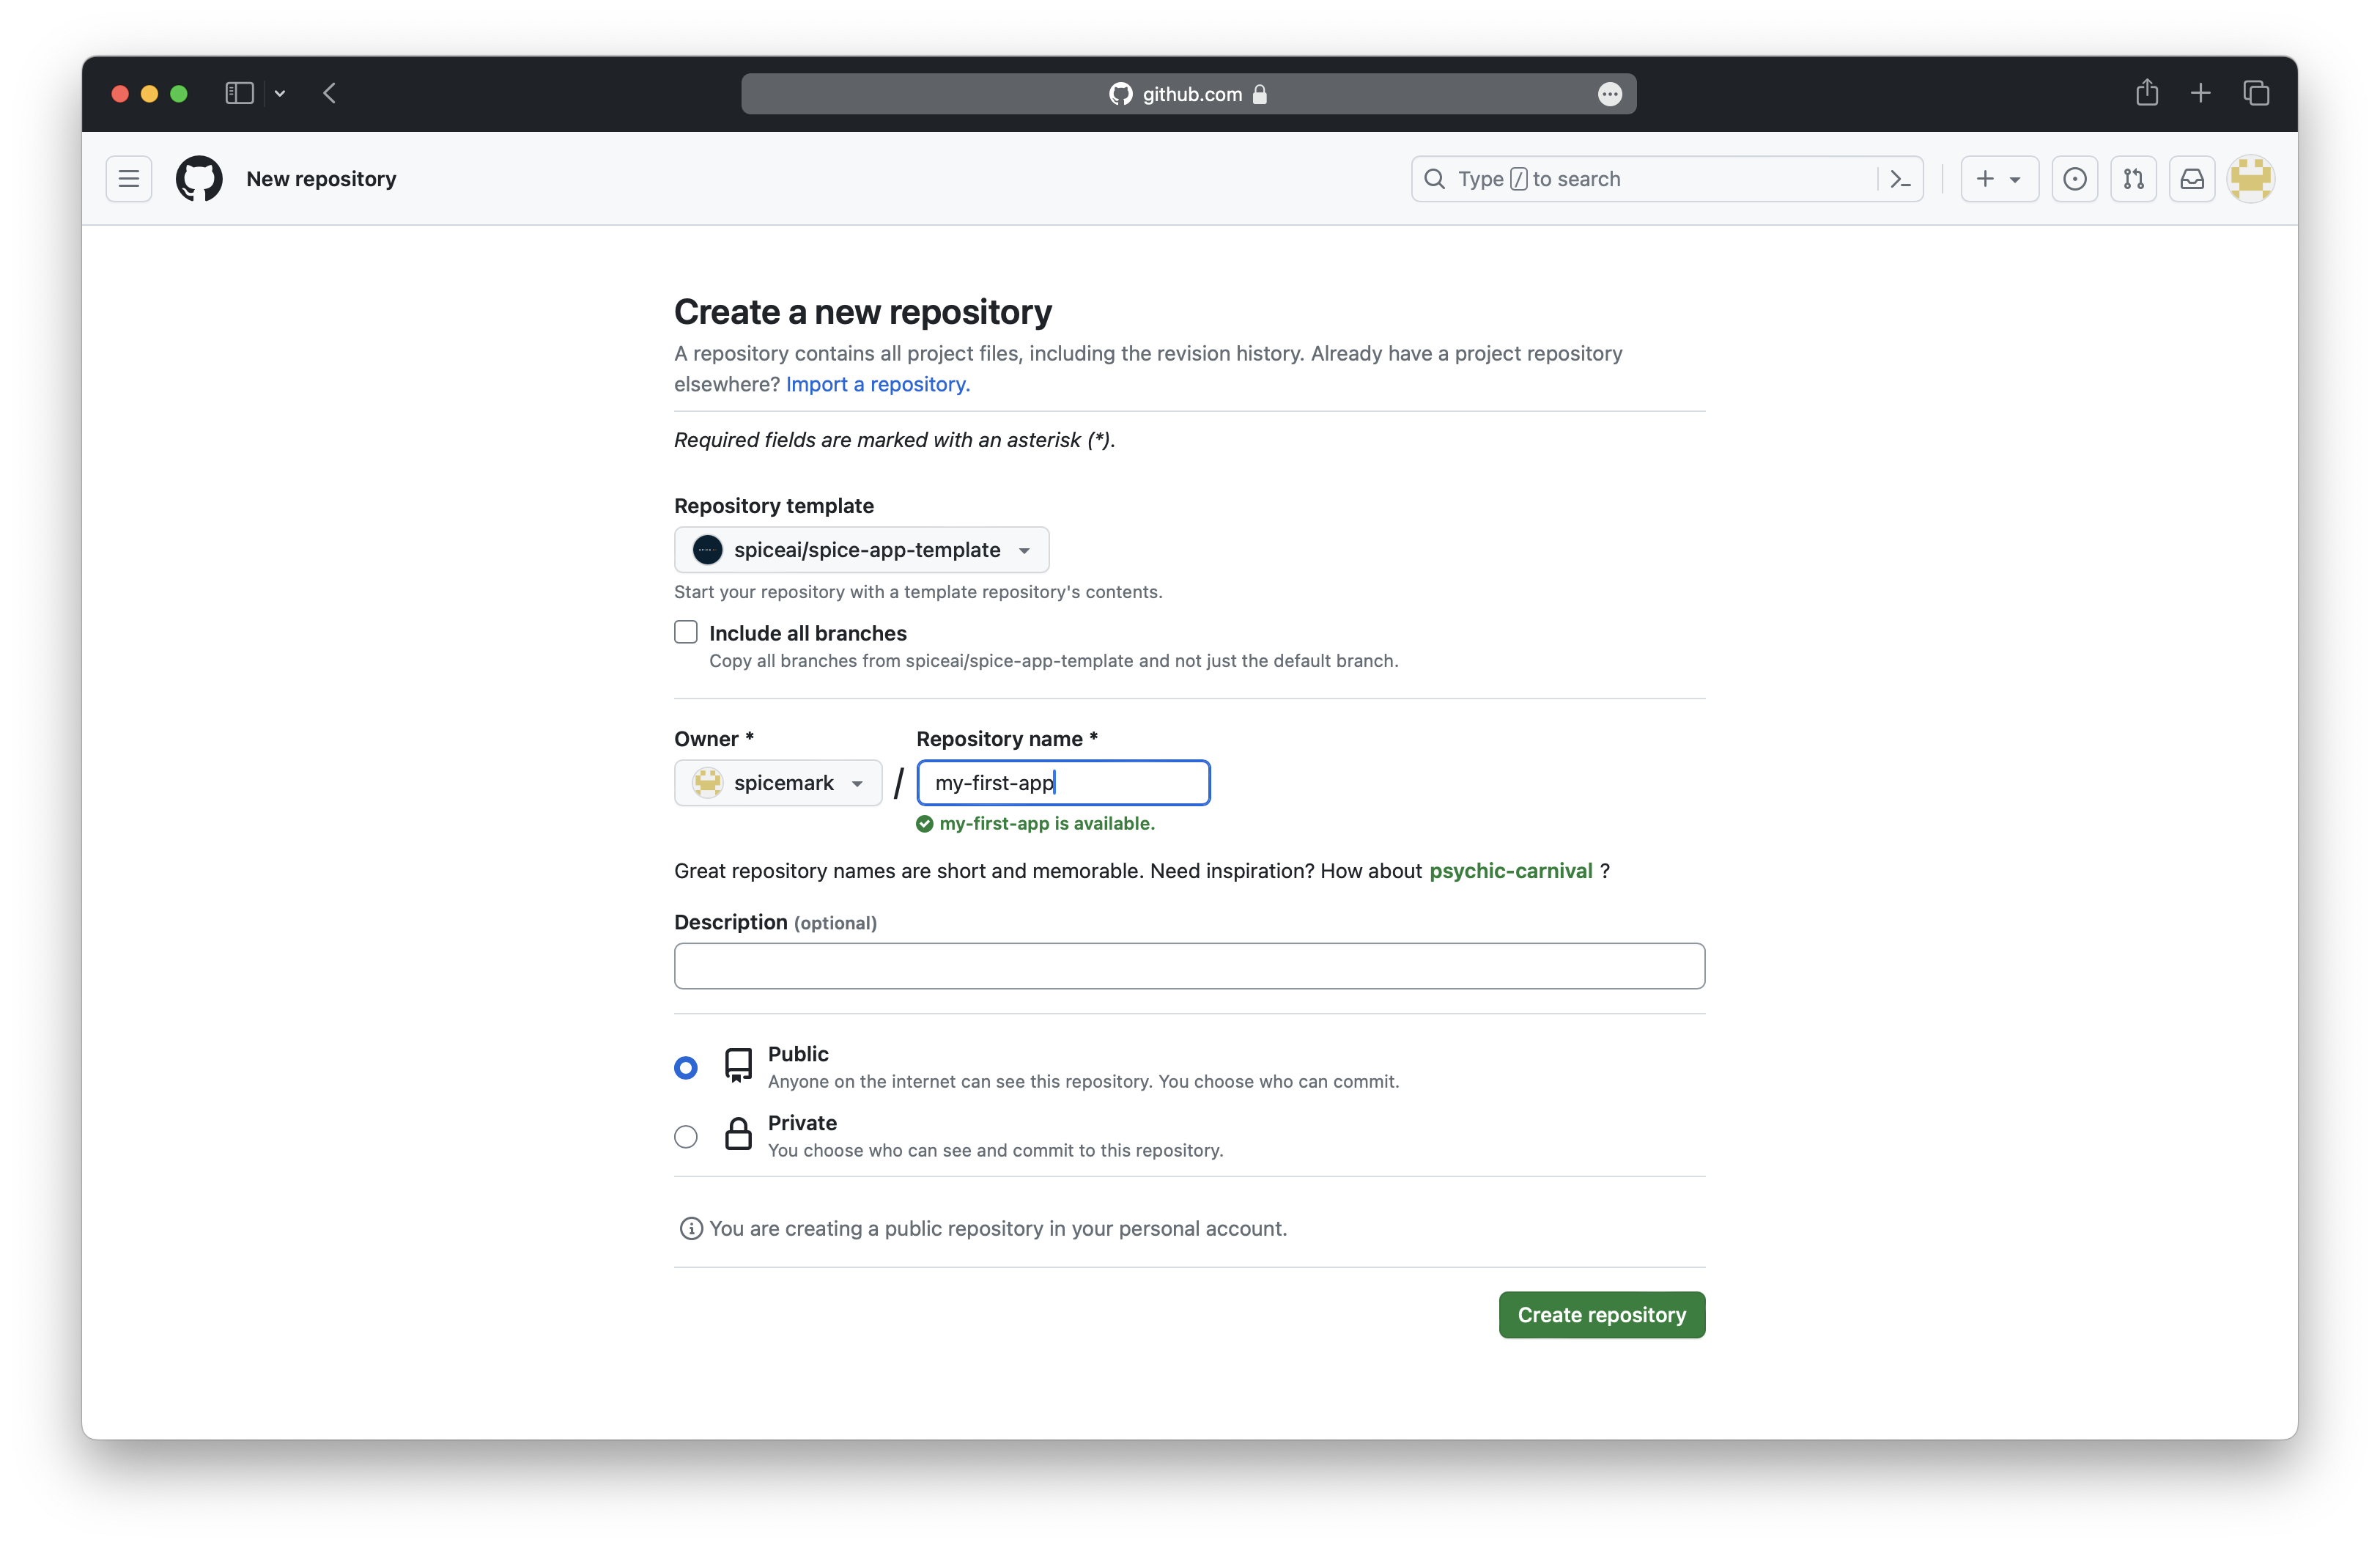 github.com
New repository
Type / to search
Create a new repository
A repository contains all project files, including the revision history. Already have a project repository
elsewhere? Import a repository.
Required fields are marked with an asterisk (*).
Repository template
spiceai/spice-app-template
Start your repository with a template repository's contents.
Include all branches
Copy all branches from spiceai/spice-app-template and not just the default branch.
Owner * Repository name *
spicemark / my-first-app
my-first-app is available.
Great repository names are short and memorable. Need inspiration? How about psychic-carnival ?
Description (optional)
Public
Anyone on the internet can see this repository. You choose who can commit.
Private
You choose who can see and commit to this repository.
You are creating a public repository in your personal account.
Create repository